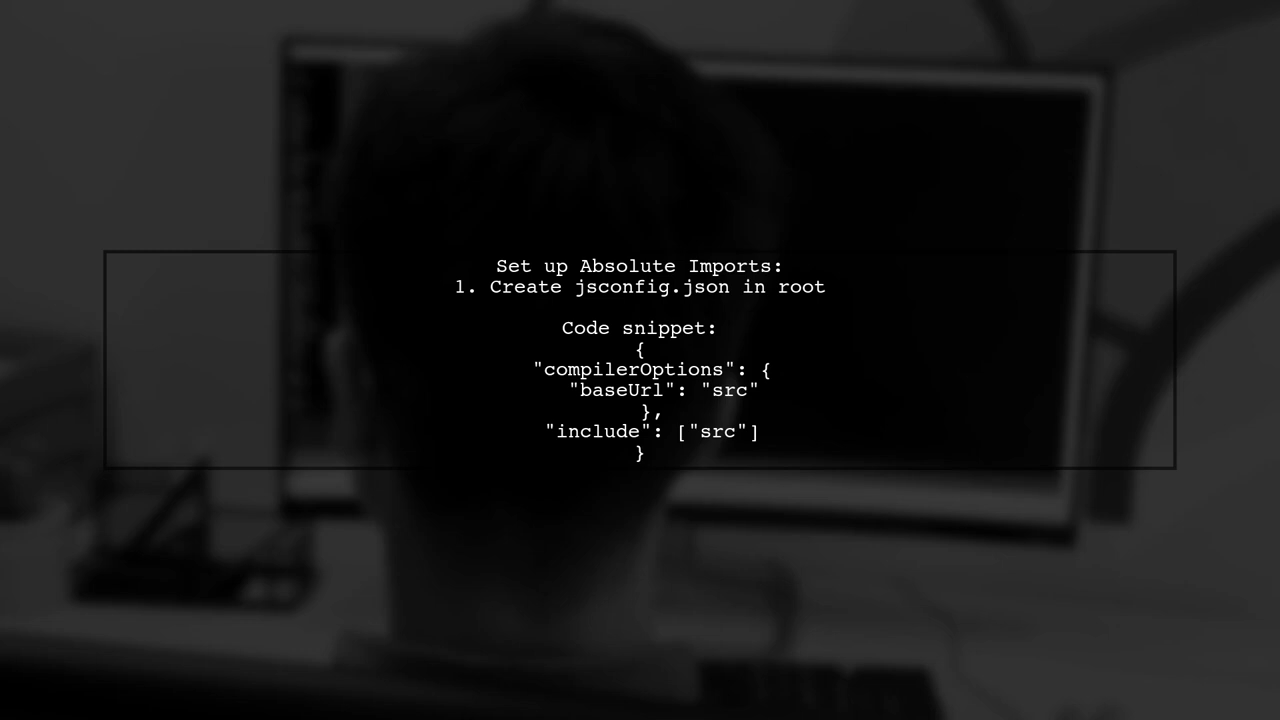 Set up Absolute Imports:
1. Create jsconfig.json in root
Code snippet:
{
"compilerOptions": {
"baseUrl": "src"
},
"include": ["src"]
}